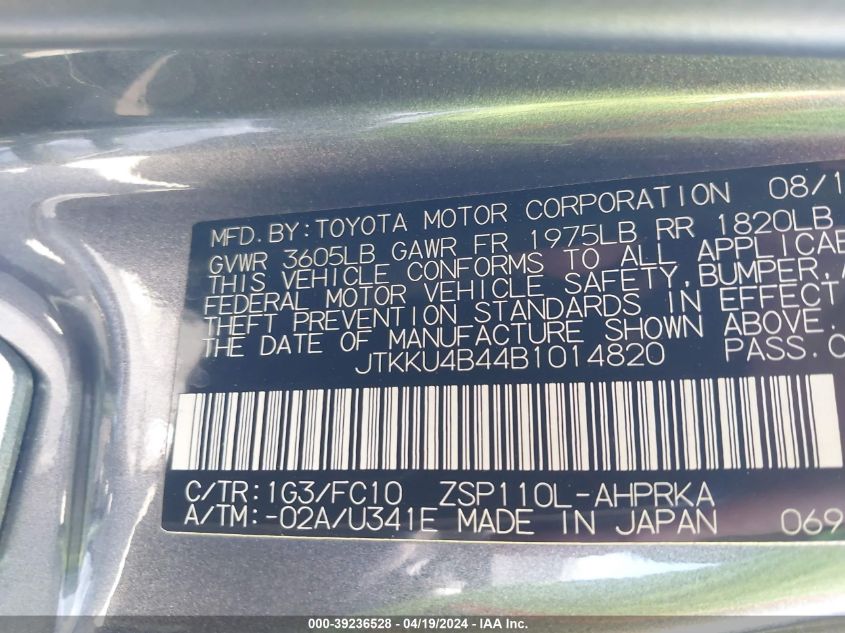 MFD.BY:TOYOTA MOTOR CORPORATION 08/1
GVWR 3605LB GAWR FR 1975LB RR 1820LB
THIS VEHICLE CONFORMS TO ALL APPLICAB
FEDERAL MOTOR VEHICLE SAFETY,BUMPER,A
THEFT PREVENTION STANDARDS IN EFFECT
THE DATE OF MANUFACTURE SHOWN ABOVE.
JTKKU4B44B1014820 PASS.C
C/TR:1G3/FC10 ZSP110L-AHPRKA
A/TM:-02A/U341E MADE IN JAPAN 069
000-39236528 - 04/19/2024 - IAAI Inc.